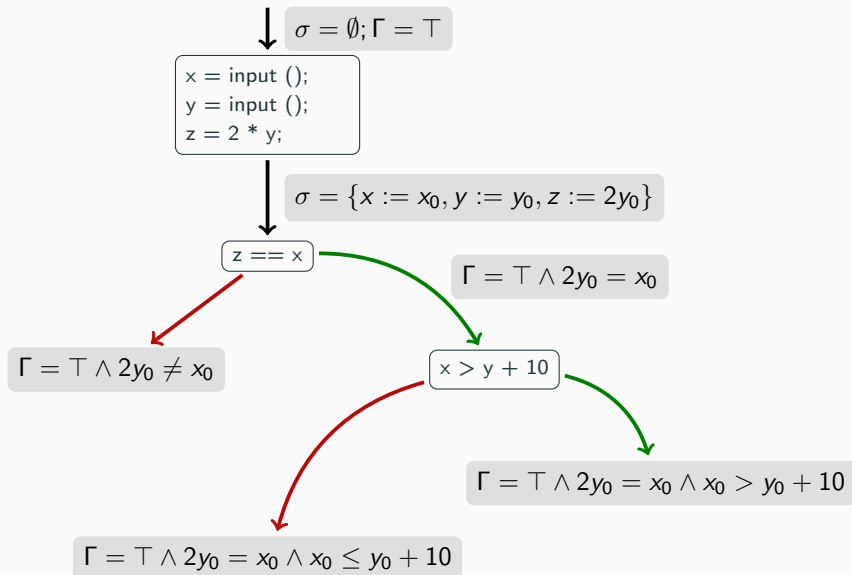 σ = ∅; Γ = ⊤
x = input ();
y = input ();
z = 2 * y;
σ = {x := x₀, y := y₀, z := 2y₀}
z == x
Γ = ⊤ ∧ 2y₀ = x₀
Γ = ⊤ ∧ 2y₀ ≠ x₀
x > y + 10
Γ = ⊤ ∧ 2y₀ = x₀ ∧ x₀ > y₀ + 10
Γ = ⊤ ∧ 2y₀ = x₀ ∧ x₀ ≤ y₀ + 10